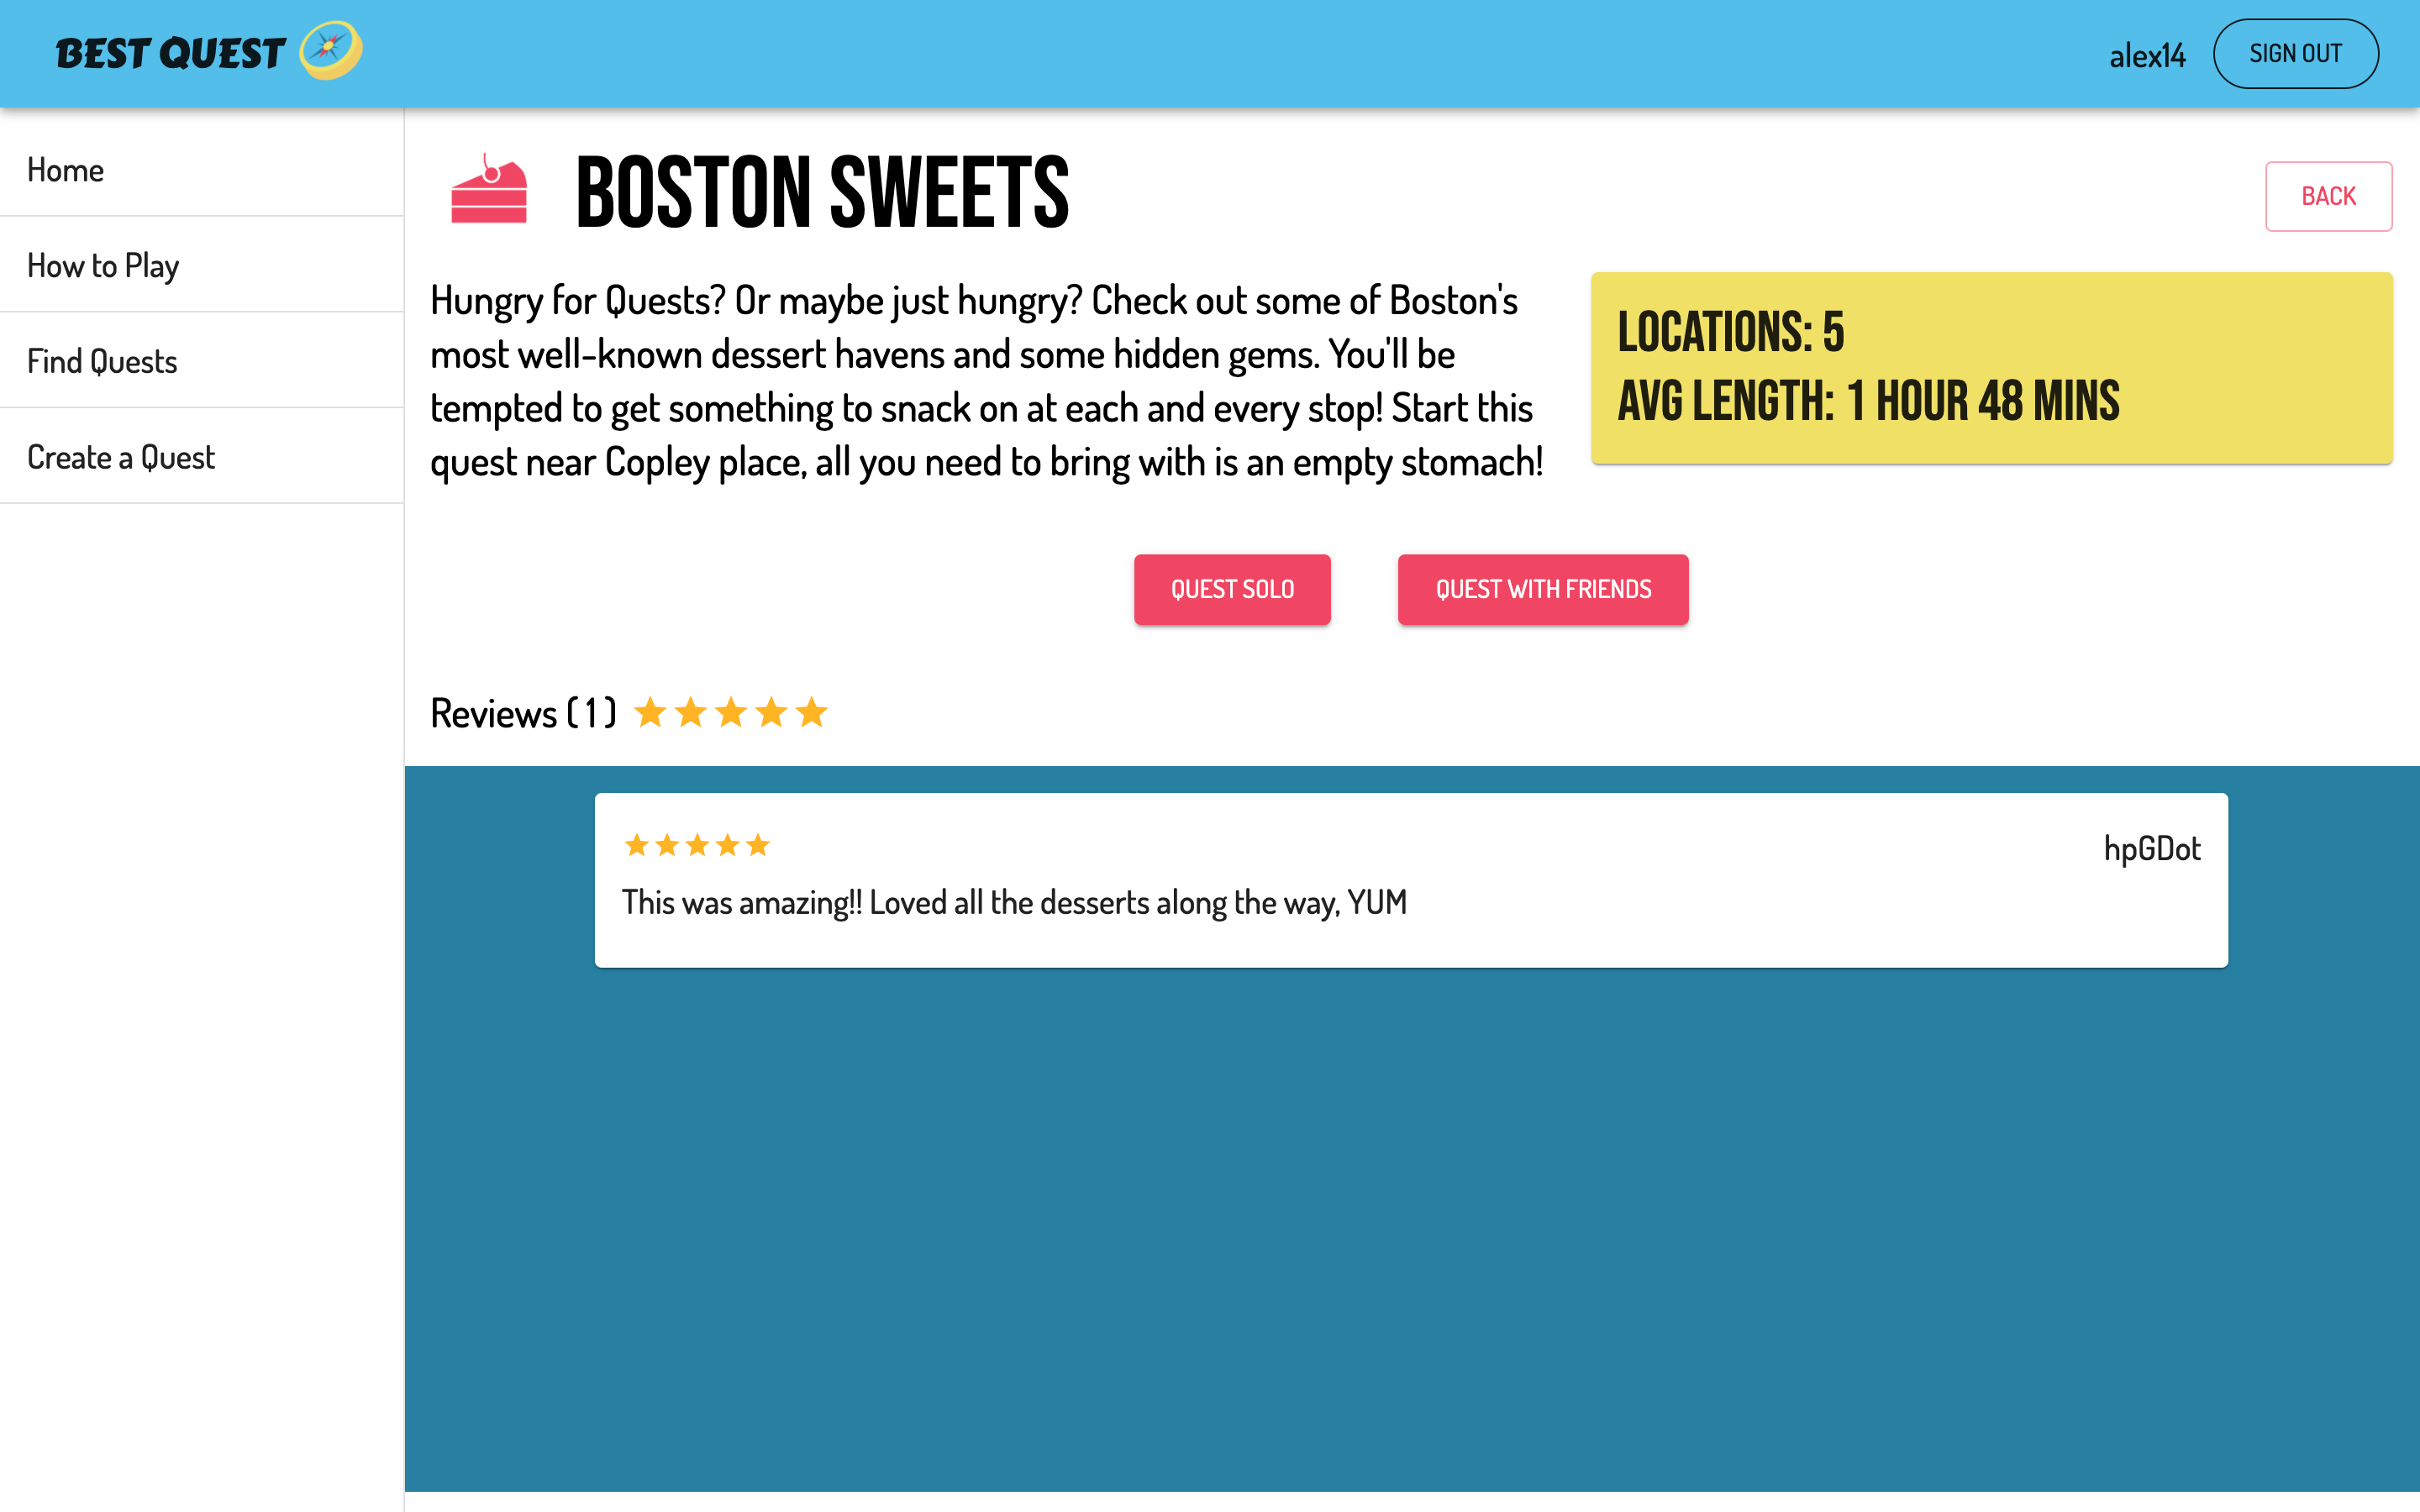 BEST QUEST
alex14
SIGN OUT
Home
How to Play
Find Quests
Create a Quest
BOSTON SWEETS
BACK
Hungry for Quests? Or maybe just hungry? Check out some of Boston's
most well-known dessert havens and some hidden gems. You'll be
tempted to get something to snack on at each and every stop! Start this
quest near Copley place, all you need to bring with is an empty stomach!
LOCATIONS: 5
AVG LENGTH: 1 HOUR 48 MINS
QUEST SOLO
QUEST WITH FRIENDS
Reviews ( 1 )
hpGDot
This was amazing!! Loved all the desserts along the way, YUM